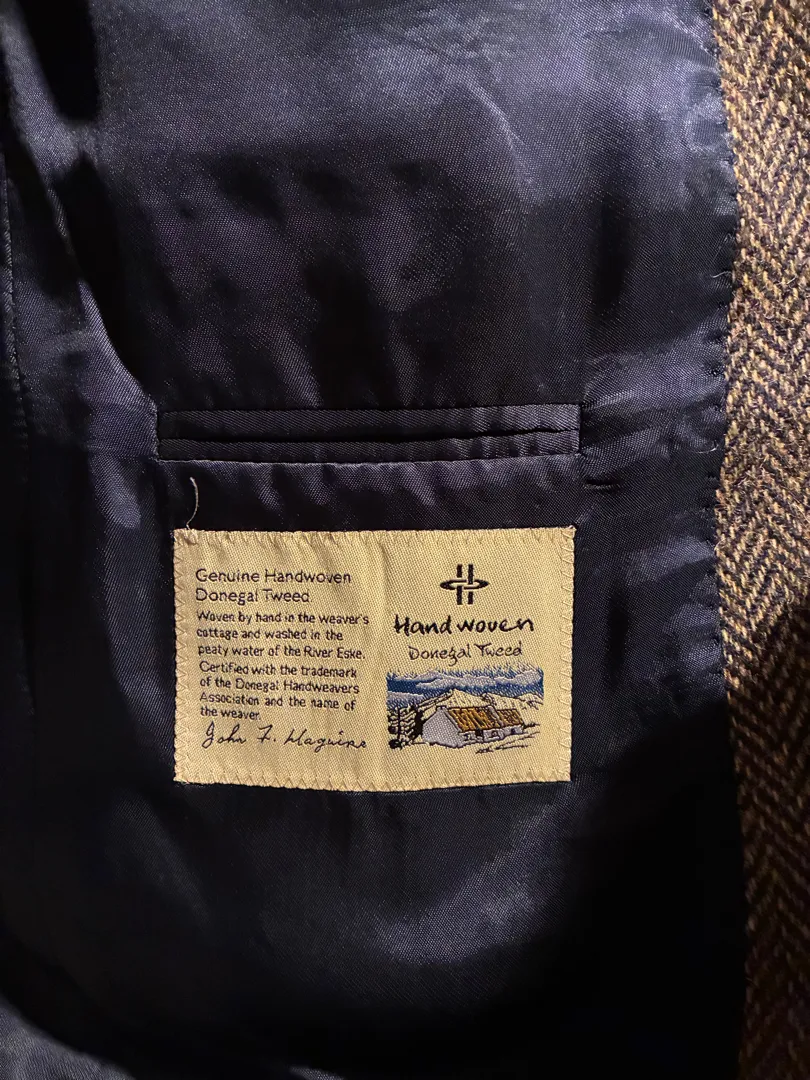 Genuine Handwoven
Donegal Tweed
Woven by hand in the weaver's
cottage and washed in the
peaty water of the River Eske.
Certified with the trademark
of the Donegal Handweavers
Association and the name of
the weaver.
John F. Maguire
Hand woven
Donegal Tweed